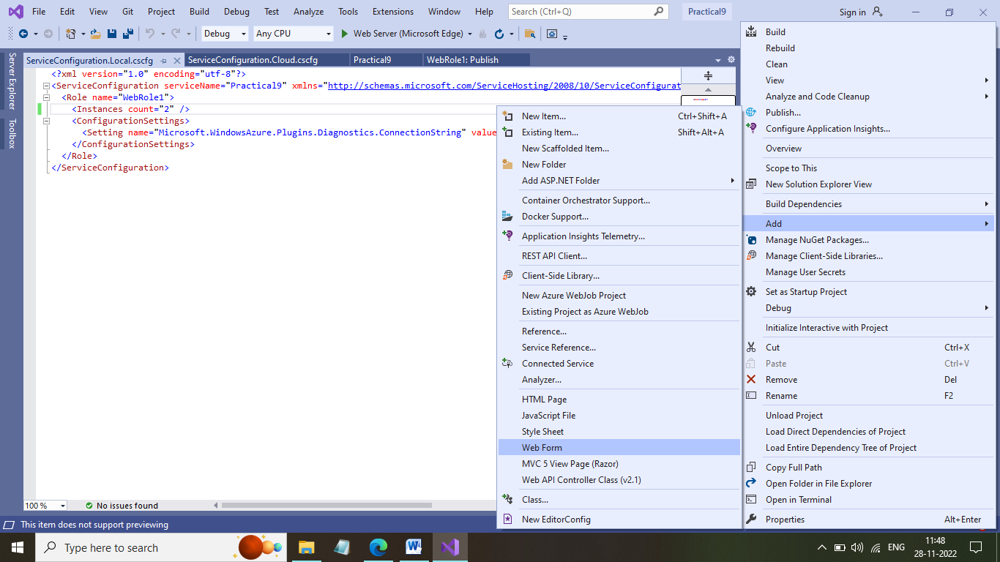 File Edit View Git Project Build Debug Test Analyze Tools Extensions Window Help Search (Ctrl+Q) Practical9 Sign in
Debug Any CPU Web Server (Microsoft Edge)
Server Explorer
Toolbox
ServiceConfiguration.Local.cscfg ServiceConfiguration.Cloud.cscfg Practical9 WebRole1: Publish
<?xml version="1.0" encoding="utf-8"?>
<ServiceConfiguration serviceName="Practical9" xmlns="http://schemas.microsoft.com/ServiceHosting/2008/10/ServiceConfigurat
<Role name="WebRole1">
<Instances count="2" />
<ConfigurationSettings>
<Setting name="Microsoft.WindowsAzure.Plugins.Diagnostics.ConnectionString" value
</ConfigurationSettings>
</Role>
</ServiceConfiguration>
New Item... Ctrl+Shift+A
Existing Item... Shift+Alt+A
New Scaffolded Item...
New Folder
Add ASP.NET Folder
Container Orchestrator Support...
Docker Support...
Application Insights Telemetry...
REST API Client...
Client-Side Library...
New Azure WebJob Project
Existing Project as Azure WebJob
Reference...
Service Reference...
Connected Service
Analyzer...
HTML Page
JavaScript File
Style Sheet
Web Form
MVC 5 View Page (Razor)
Web API Controller Class (v2.1)
Class...
New EditorConfig
Build
Rebuild
Clean
View
Analyze and Code Cleanup
Publish...
Configure Application Insights...
Overview
Scope to This
New Solution Explorer View
Build Dependencies
Add
Manage NuGet Packages...
Manage Client-Side Libraries...
Manage User Secrets
Set as Startup Project
Debug
Initialize Interactive with Project
Cut Ctrl+X
Paste Ctrl+V
Remove Del
Rename F2
Unload Project
Load Direct Dependencies of Project
Load Entire Dependency Tree of Project
Copy Full Path
Open Folder in File Explorer
Open in Terminal
Properties Alt+Enter
100 % No issues found
This item does not support previewing
Type here to search
ENG
11:48
28-11-2022